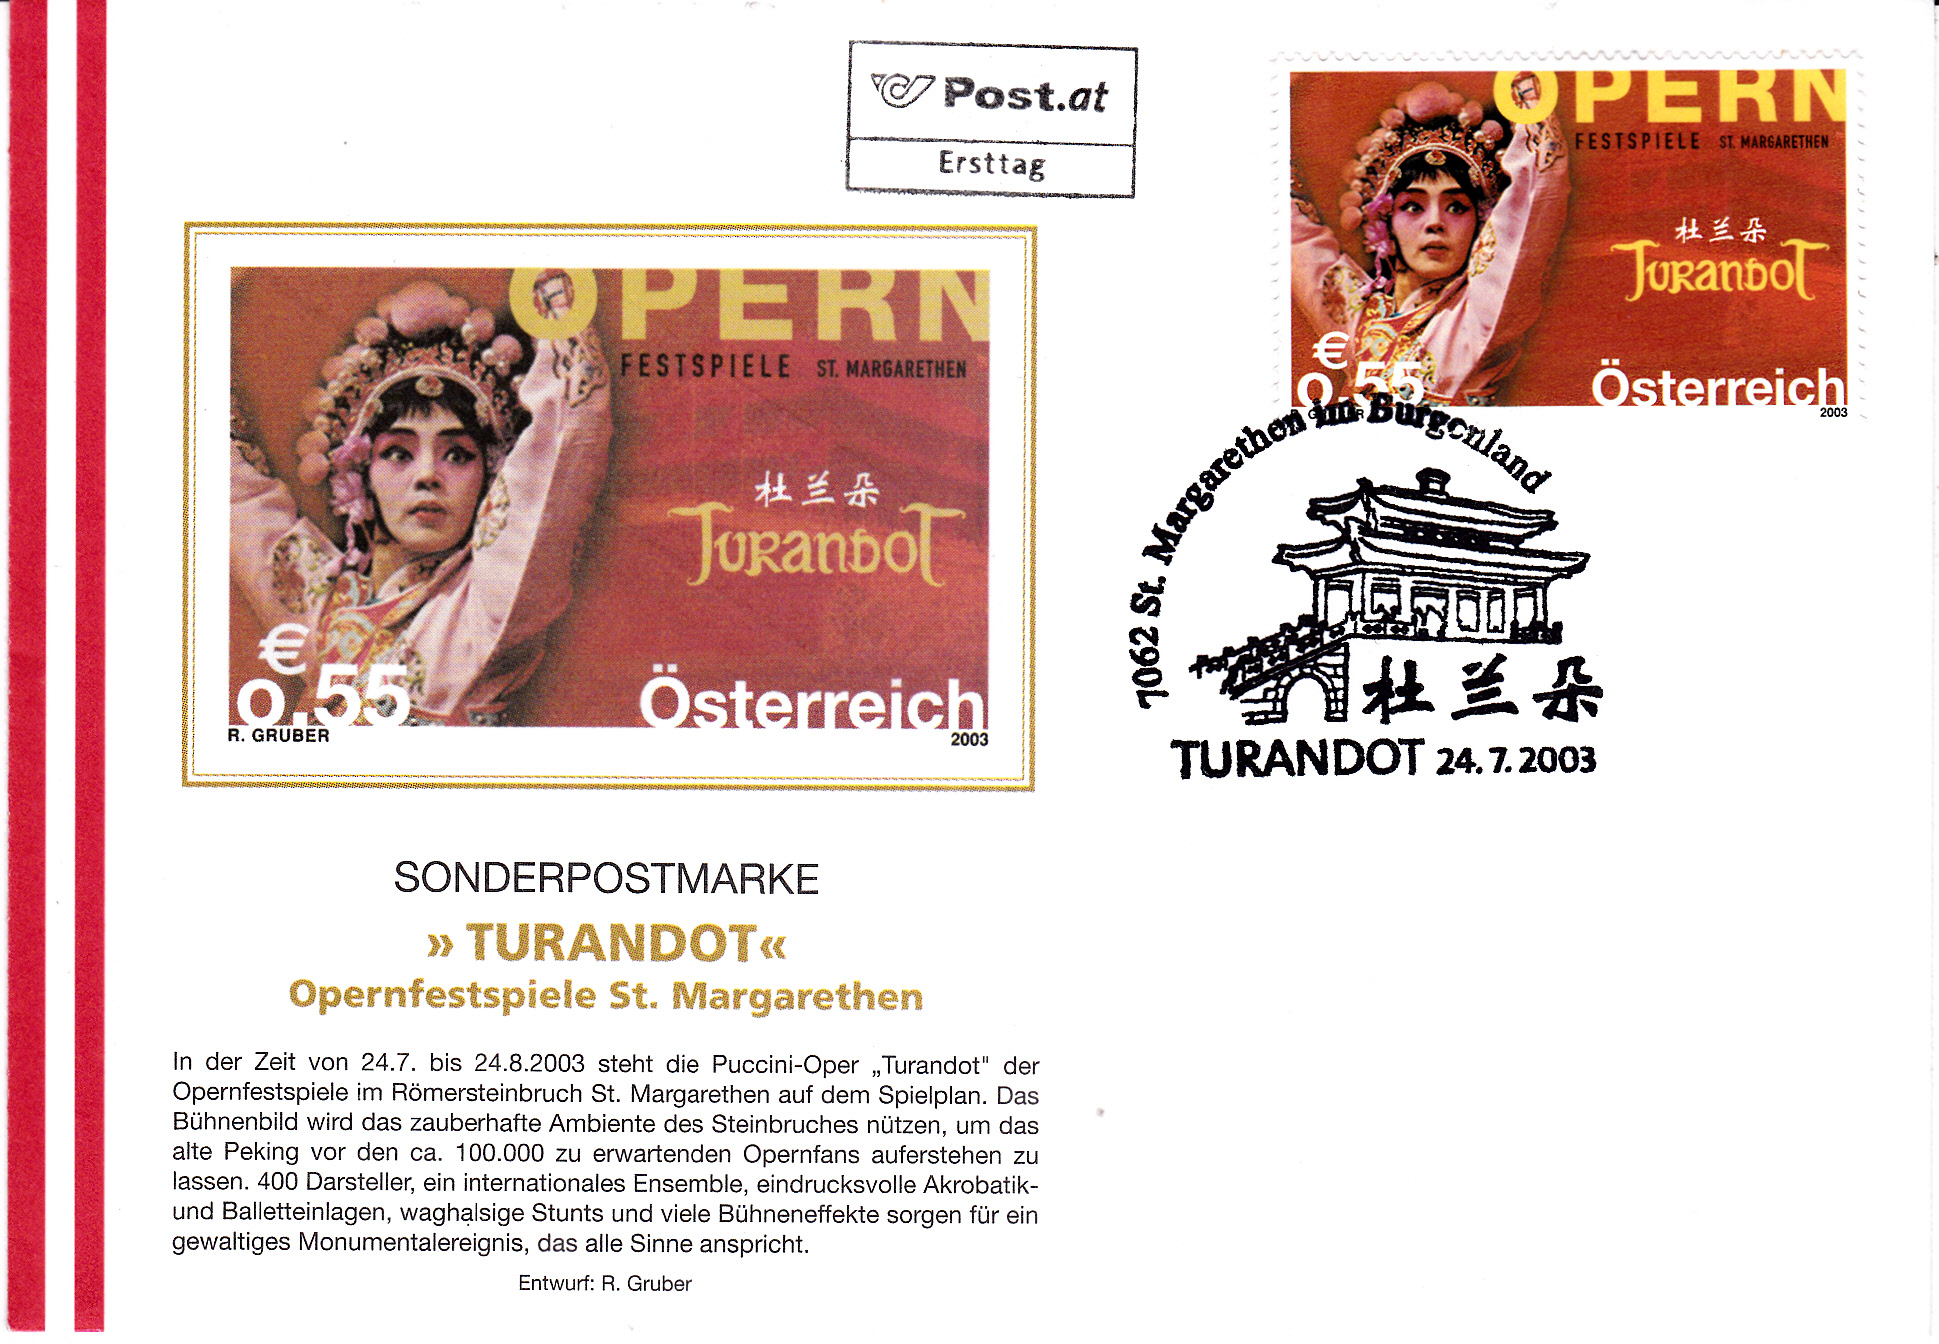 Post.at
Ersttag
OPERN
FESTSPIELE ST. MARGARETHEN
杜兰朵
TURANDOT
€
0,55
Österreich
2003
OPERN
FESTSPIELE ST. MARGARETHEN
杜兰朵
TURANDOT
€
0,55
Österreich
R. GRUBER
2003
7062 St. Margarethen im Burgenland
杜兰朵
TURANDOT 24.7.2003
SONDERPOSTMARKE
»TURANDOT«
Opernfestspiele St. Margarethen
In der Zeit von 24.7. bis 24.8.2003 steht die Puccini-Oper „Turandot" der
Opernfestspiele im Römersteinbruch St. Margarethen auf dem Spielplan. Das
Bühnenbild wird das zauberhafte Ambiente des Steinbruches nützen, um das
alte Peking vor den ca. 100.000 zu erwartenden Opernfans auferstehen zu
lassen. 400 Darsteller, ein internationales Ensemble, eindrucksvolle Akrobatik-
und Balletteinlagen, waghalsige Stunts und viele Bühneneffekte sorgen für ein
gewaltiges Monumentalereignis, das alle Sinne anspricht.
Entwurf: R. Gruber